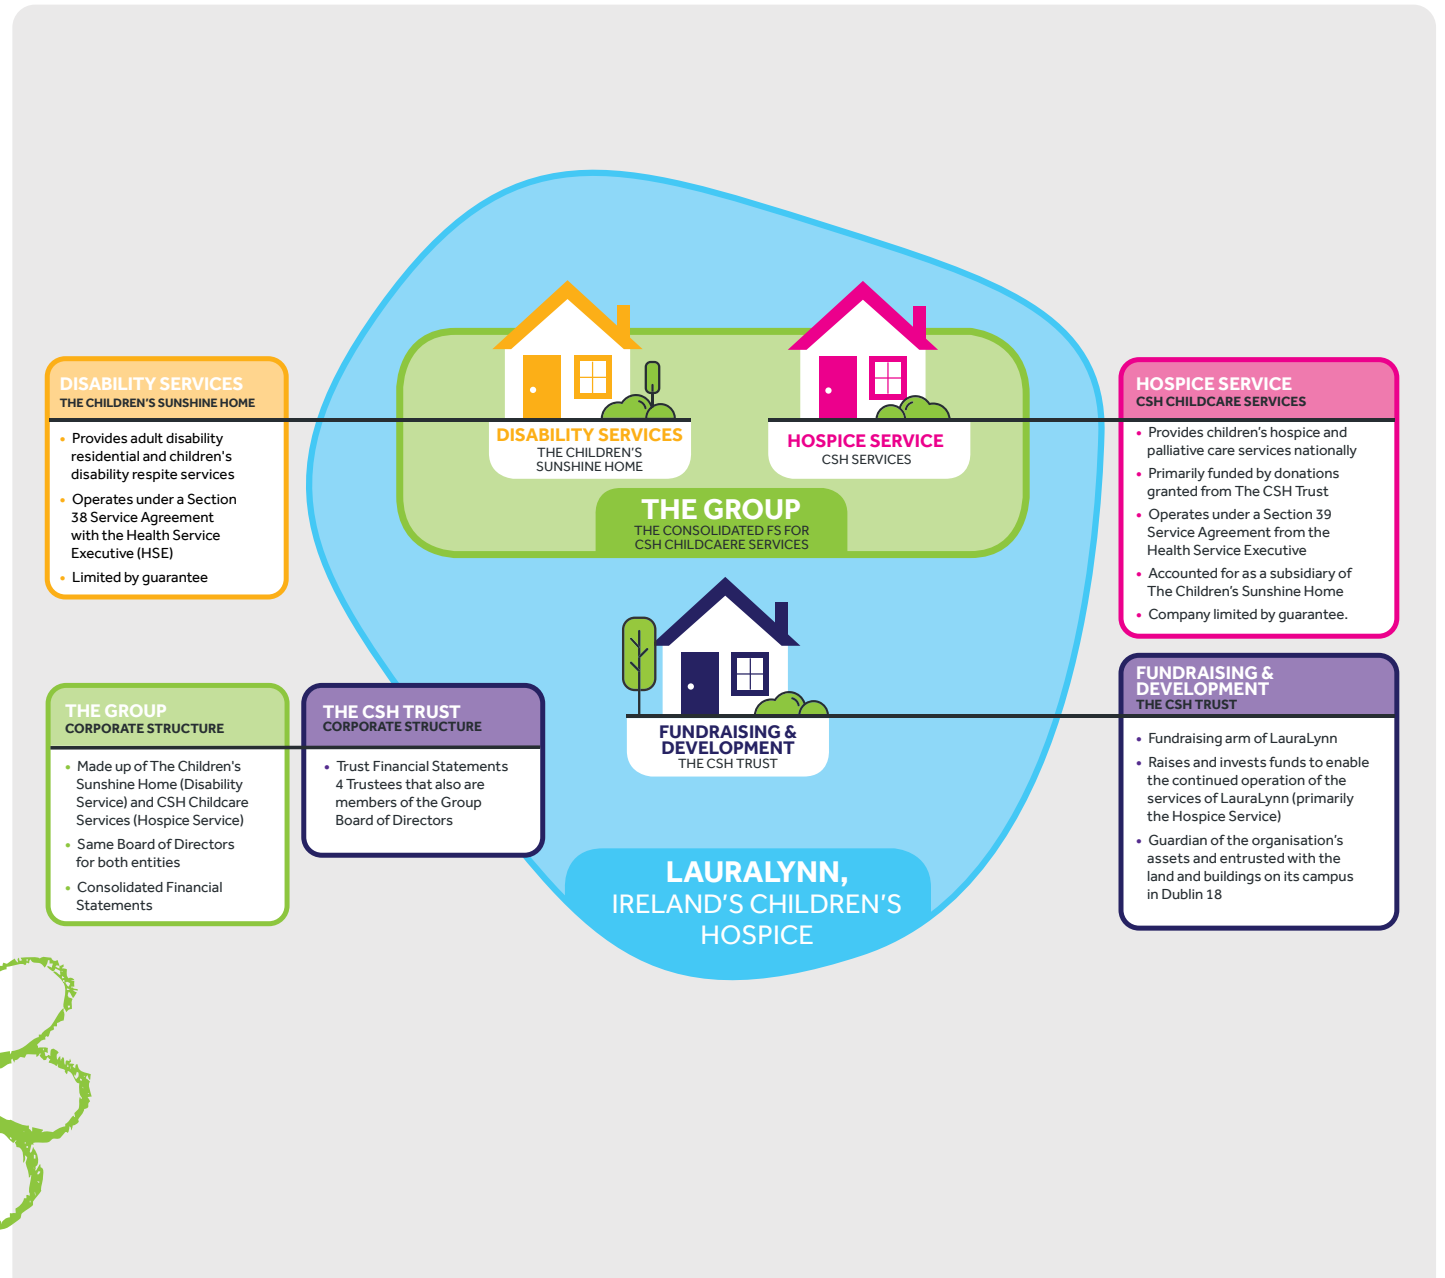 DISABILITY SERVICES
THE CHILDREN'S
SUNSHINE HOME
HOSPICE SERVICE
CSH SERVICES
THE GROUP
THE CONSOLIDATED FS FOR
CSH CHILDCAERE SERVICES
FUNDRAISING &
DEVELOPMENT
THE CSH TRUST
LAURALYNN,
IRELAND'S CHILDREN'S
HOSPICE
DISABILITY SERVICES
THE CHILDREN'S SUNSHINE HOME
• Provides adult disability
residential and children's
disability respite services
• Operates under a Section
38 Service Agreement
with the Health Service
Executive (HSE)
• Limited by guarantee
THE GROUP
CORPORATE STRUCTURE
• Made up of The Children's
Sunshine Home (Disability
Service) and CSH Childcare
Services (Hospice Service)
• Same Board of Directors
for both entities
• Consolidated Financial
Statements
THE CSH TRUST
CORPORATE STRUCTURE
• Trust Financial Statements
4 Trustees that also are
members of the Group
Board of Directors
HOSPICE SERVICE
CSH CHILDCARE SERVICES
• Provides children's hospice and
palliative care services nationally
• Primarily funded by donations
granted from The CSH Trust
• Operates under a Section 39
Service Agreement from the
Health Service Executive
• Accounted for as a subsidiary of
The Children's Sunshine Home
• Company limited by guarantee.
FUNDRAISING &
DEVELOPMENT
THE CSH TRUST
• Fundraising arm of LauraLynn
• Raises and invests funds to enable
the continued operation of the
services of LauraLynn (primarily
the Hospice Service)
• Guardian of the organisation's
assets and entrusted with the
land and buildings on its campus
in Dublin 18